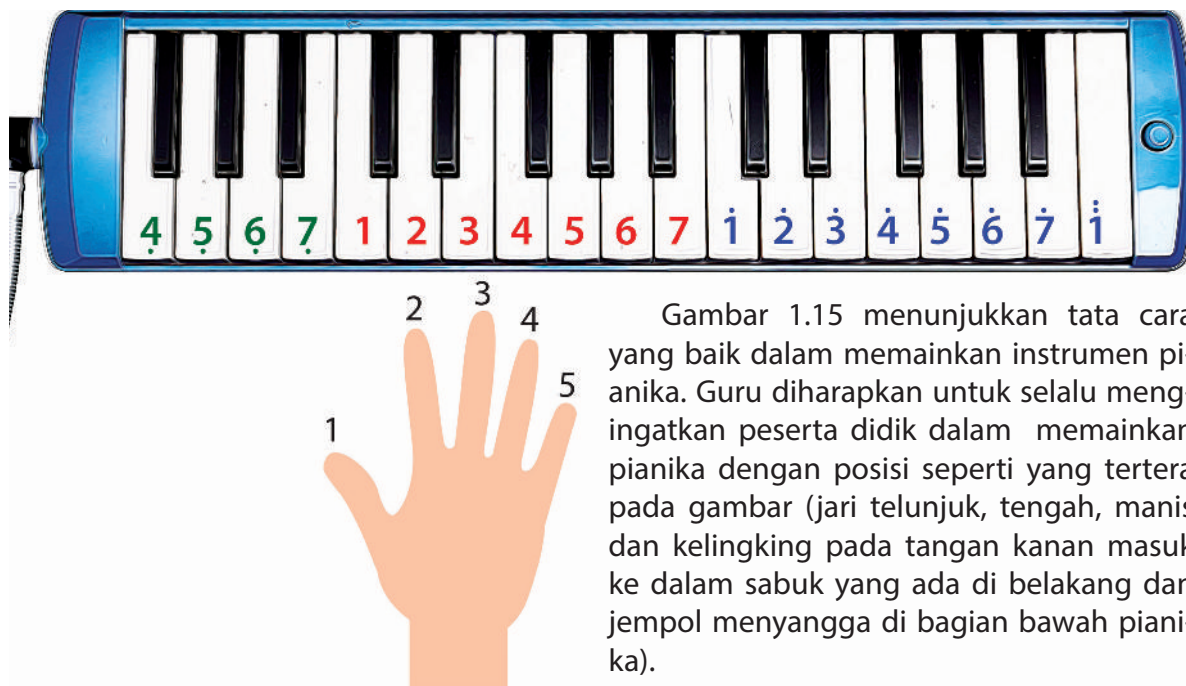 4̣ 5̣ 6̣ 7̣ 1 2 3 4 5 6 7 1̇ 2̇ 3̇ 4̇ 5̇ 6̇ 7̇ 1̈
3
2
4
5
1
Gambar 1.15 menunjukkan tata cara
yang baik dalam memainkan instrumen pi-
anika. Guru diharapkan untuk selalu meng-
ingatkan peserta didik dalam memainkan
pianika dengan posisi seperti yang tertera
pada gambar (jari telunjuk, tengah, manis
dan kelingking pada tangan kanan masuk
ke dalam sabuk yang ada di belakang dan
jempol menyangga di bagian bawah piani-
ka).